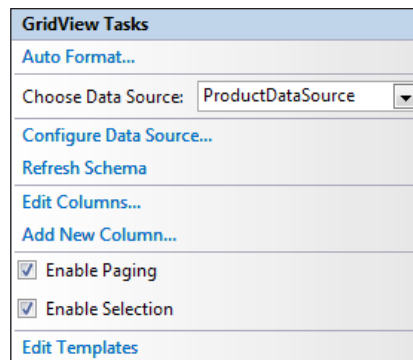 GridView Tasks
Auto Format...
Choose Data Source: ProductDataSource
Configure Data Source...
Refresh Schema
Edit Columns...
Add New Column...
Enable Paging
Enable Selection
Edit Templates